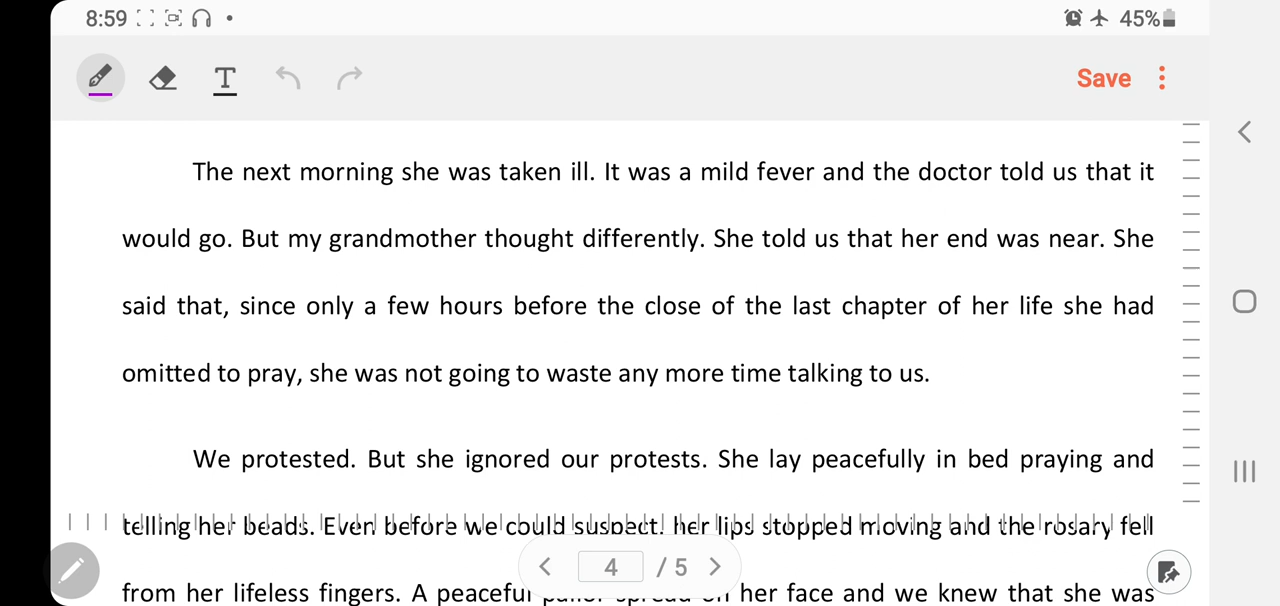 8:59
45%
T
Save
The next morning she was taken ill. It was a mild fever and the doctor told us that it
would go. But my grandmother thought differently. She told us that her end was near. She
said that, since only a few hours before the close of the last chapter of her life she had
omitted to pray, she was not going to waste any more time talking to us.
We protested. But she ignored our protests. She lay peacefully in bed praying and
telling her beads. Even before we could suspect, her lips stopped moving and the rosary fell
from her lifeless fingers. A peaceful pallor spread on her face and we knew that she was
4 / 5